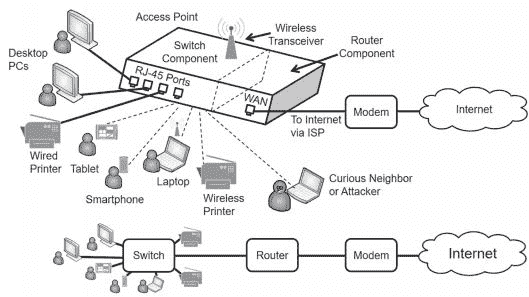 Access Point
Wireless
Transceiver
Router
Component
Desktop
PCs
Switch
Component
RJ-45 Ports
WAN
To Internet
via ISP
Modem
Internet
Wired
Printer
Tablet
Smartphone
Laptop
Wireless
Printer
Curious Neighbor
or Attacker
Switch
Router
Modem
Internet